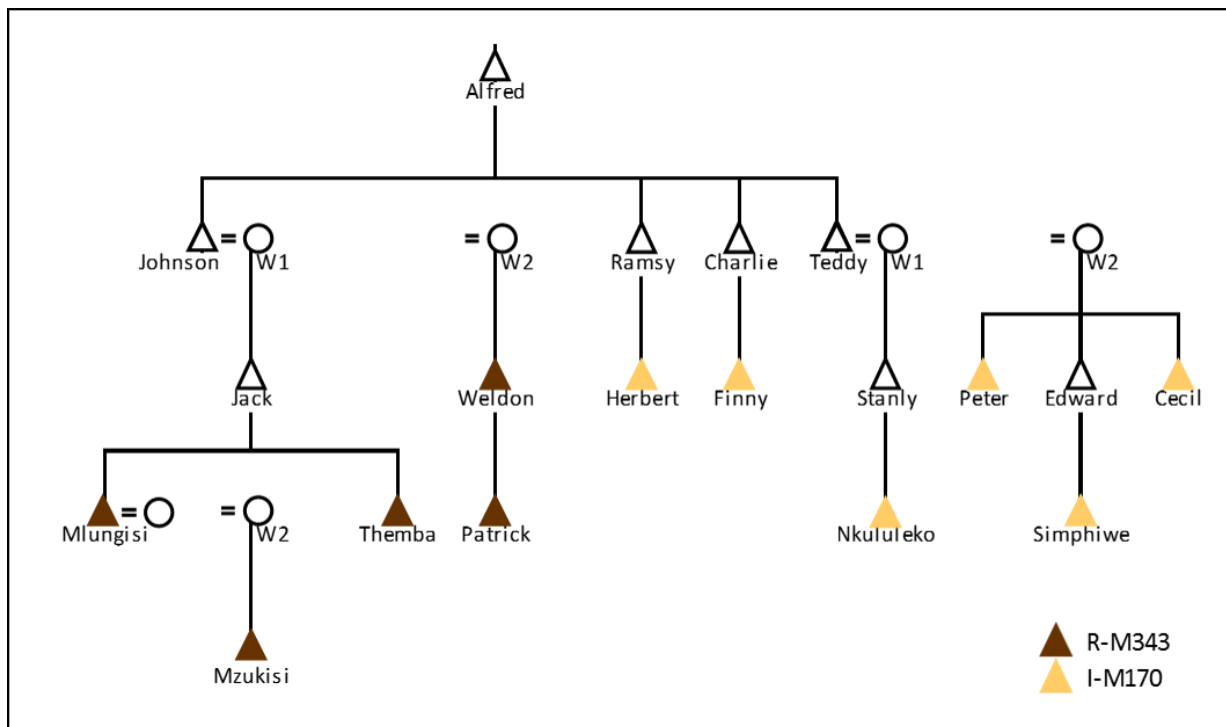 Alfred
= = = =
Johnson W1 W2 Ramsy Charlie Teddy W1 W2
Jack Weldon Herbert Finny Stanly Peter Edward Cecil
= =
Mlungisi W2 Themba Patrick Nkululeko Simphiwe
R-M343
Mzukisi
I-M170